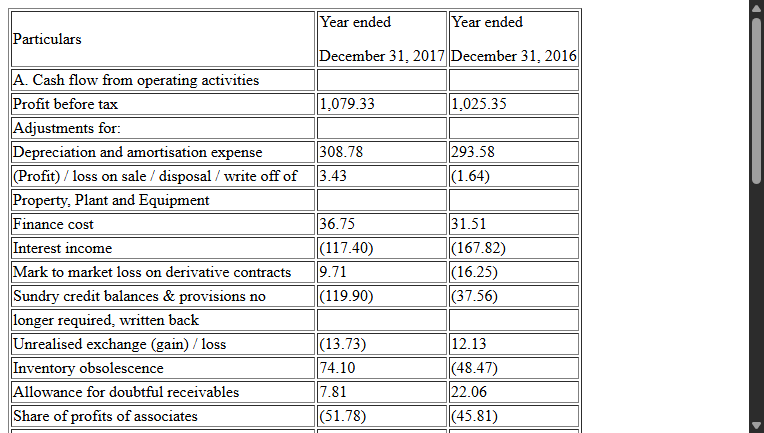 Particulars
Year ended
December 31, 2017
Year ended
December 31, 2016
A. Cash flow from operating activities
Profit before tax 1,079.33 1,025.35
Adjustments for:
Depreciation and amortisation expense 308.78 293.58
(Profit) / loss on sale / disposal / write off of 3.43 (1.64)
Property, Plant and Equipment
Finance cost 36.75 31.51
Interest income (117.40) (167.82)
Mark to market loss on derivative contracts 9.71 (16.25)
Sundry credit balances & provisions no (119.90) (37.56)
longer required, written back
Unrealised exchange (gain) / loss (13.73) 12.13
Inventory obsolescence 74.10 (48.47)
Allowance for doubtful receivables 7.81 22.06
Share of profits of associates (51.78) (45.81)